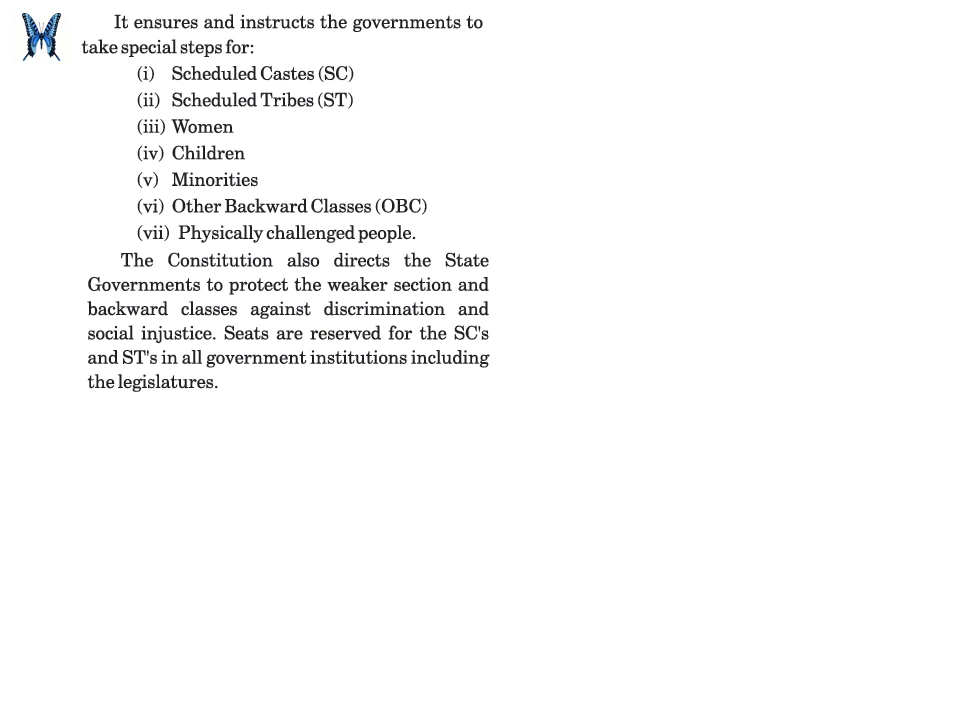 It ensures and instructs the governments to
take special steps for:
(i) Scheduled Castes (SC)
(ii) Scheduled Tribes (ST)
(iii) Women
(iv) Children
(v) Minorities
(vi) Other Backward Classes (OBC)
(vii) Physically challenged people.
The Constitution also directs the State
Governments to protect the weaker section and
backward classes against discrimination and
social injustice. Seats are reserved for the SC's
and ST's in all government institutions including
the legislatures.